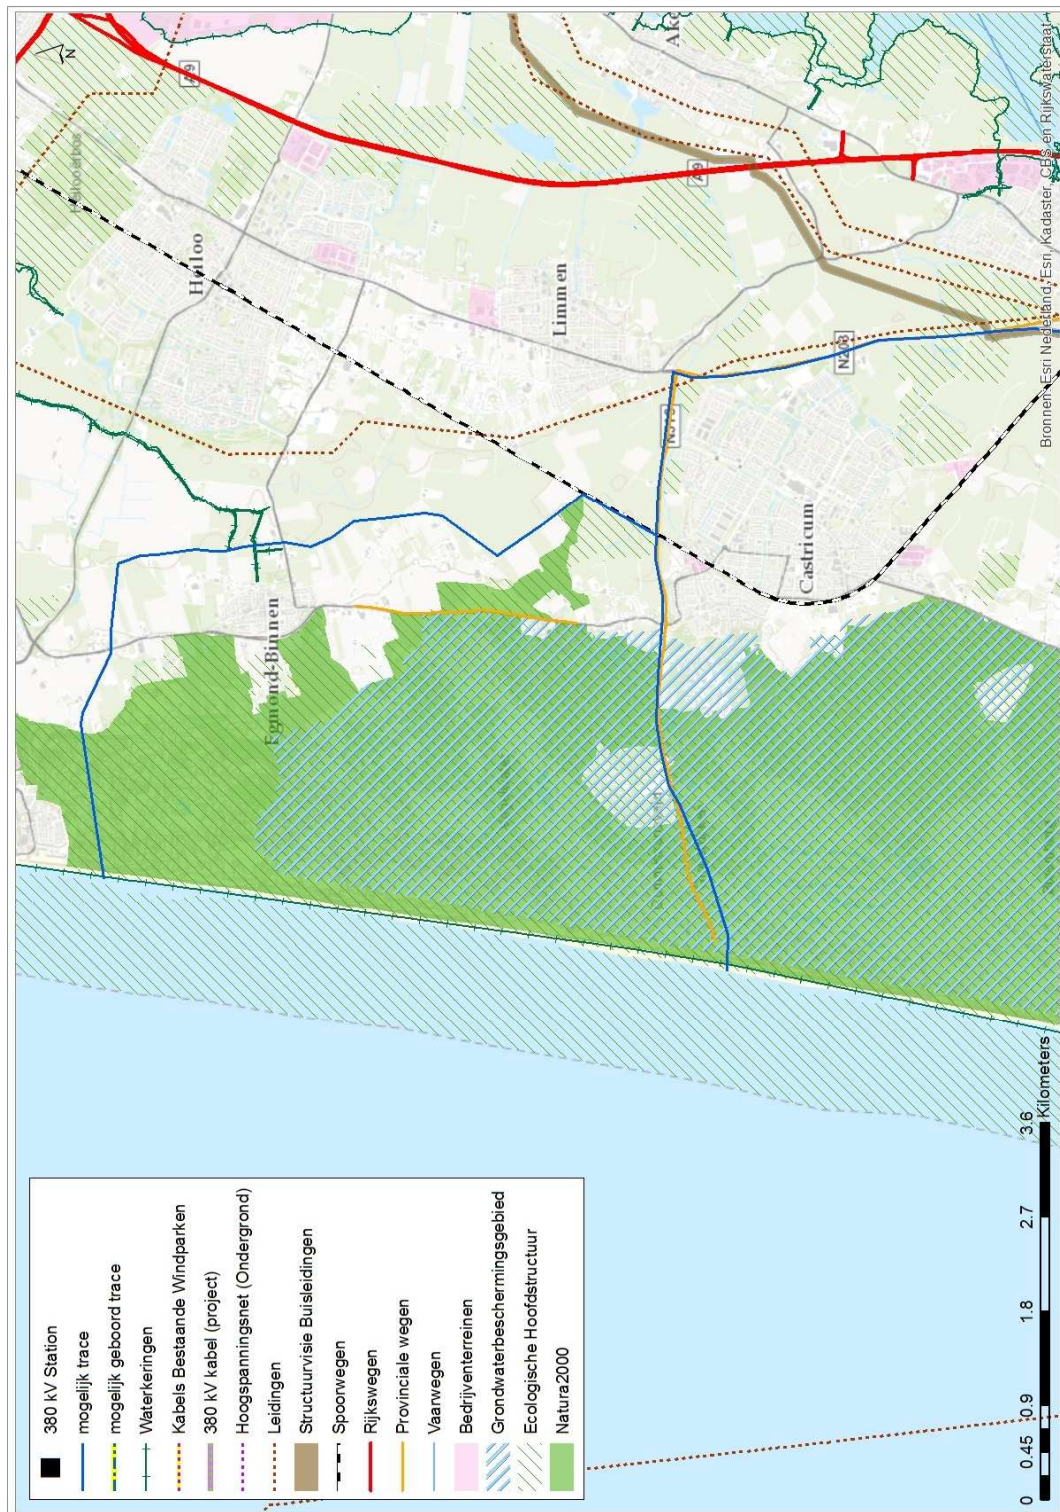 380 kV Station
mogelijk trace
mogelijk geboord trace
Waterkeringen
Kabels Bestaande Windparken
380 kV kabel (project)
Hoogspanningsnet (Ondergrond)
Leidingen
Structuurvisie Buisleidingen
Spoorwegen
Rijkswegen
Provinciale wegen
Vaarwegen
Bedrijventerreinen
Grondwaterbeschermingsgebied
Ecologische Hoofdstructuur
Natura2000
0 0.45 0.9 1.8 2.7 3.6
Kilometers
Egmond-Binnen
Castricum
Heiloo
Limmen
Ake
A9
A9
N203
N
Bronnen: Esri Nederland, Esri, Kadaster, CBS en Rijkswaterstaat